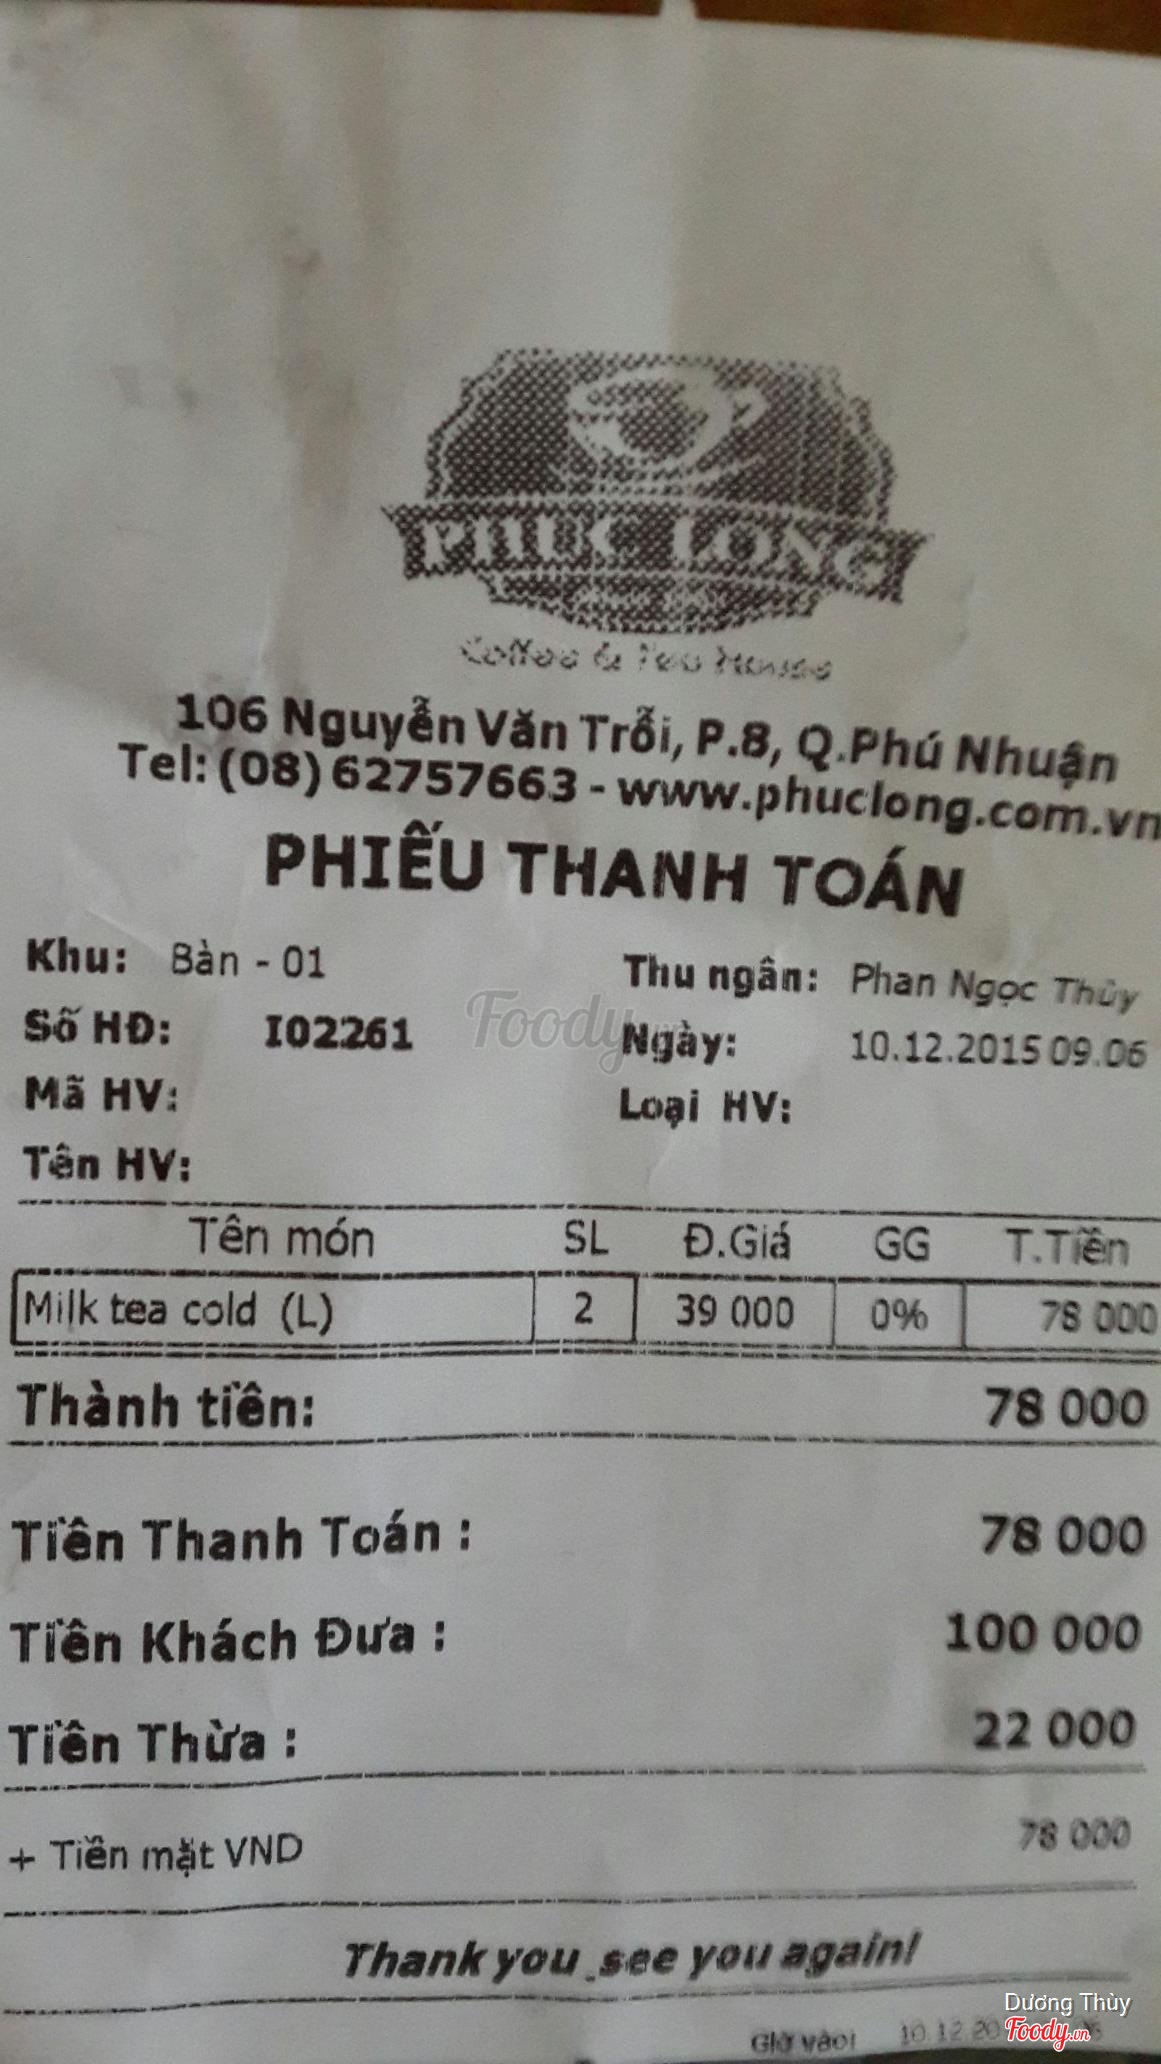 PHUC LONG
Coffee & Tea House
106 Nguyễn Văn Trỗi, P.8, Q.Phú Nhuận
Tel: (08) 62757663 - www.phuclong.com.vn
PHIẾU THANH TOÁN
Khu: Bàn - 01 Thu ngân: Phan Ngọc Thùy
Số HĐ: I02261 Ngày: 10.12.2015 09.06
Foody
Mã HV: Loại HV:
Tên HV:
Tên món SL Đ.Giá GG T.Tiền
Milk tea cold (L) 2 39 000 0% 78 000
Thành tiền: 78 000
Tiền Thanh Toán : 78 000
Tiền Khách Đưa : 100 000
Tiền Thừa : 22 000
+ Tiền mặt VND 78 000
Thank you .see you again!
Dương Thùy
Foody.vn
Giờ vào: 10.12.20